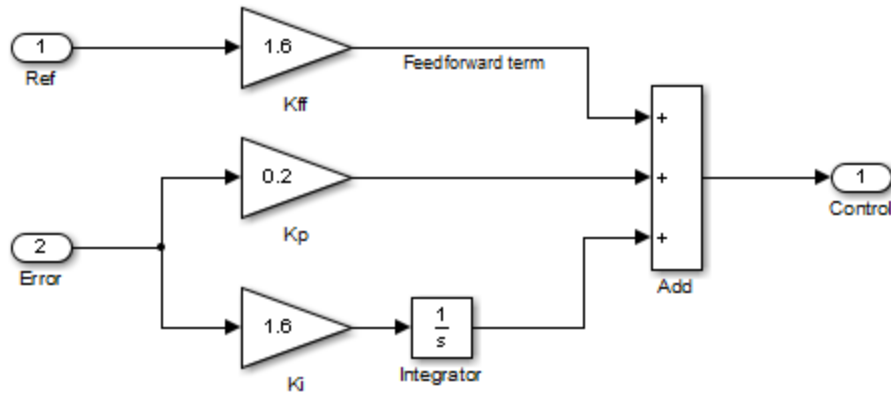 1
Ref
1.6
Kff
Feedforward term
0.2
Kp
2
Error
1.6
Ki
1
s
Integrator
+
+
+
Add
1
Control